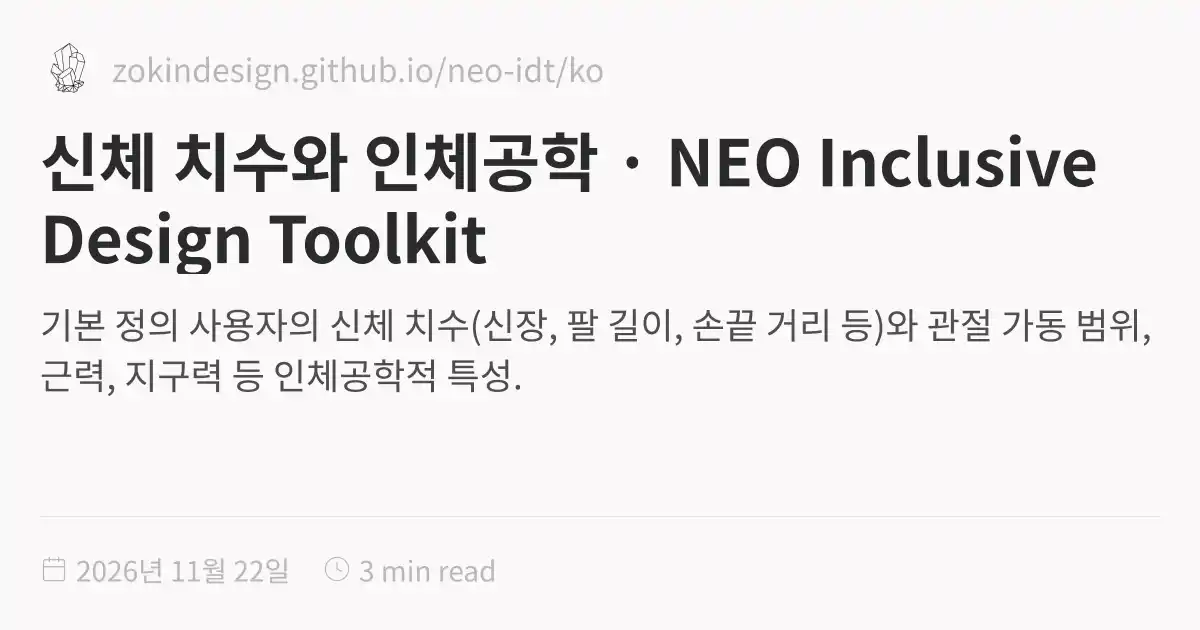 zokindesign.github.io/neo-idt/ko
신체 치수와 인체공학 · NEO Inclusive
Design Toolkit
기본 정의 사용자의 신체 치수(신장, 팔 길이, 손끝 거리 등)와 관절 가동 범위,
근력, 지구력 등 인체공학적 특성.
2026년 11월 22일 3 min read